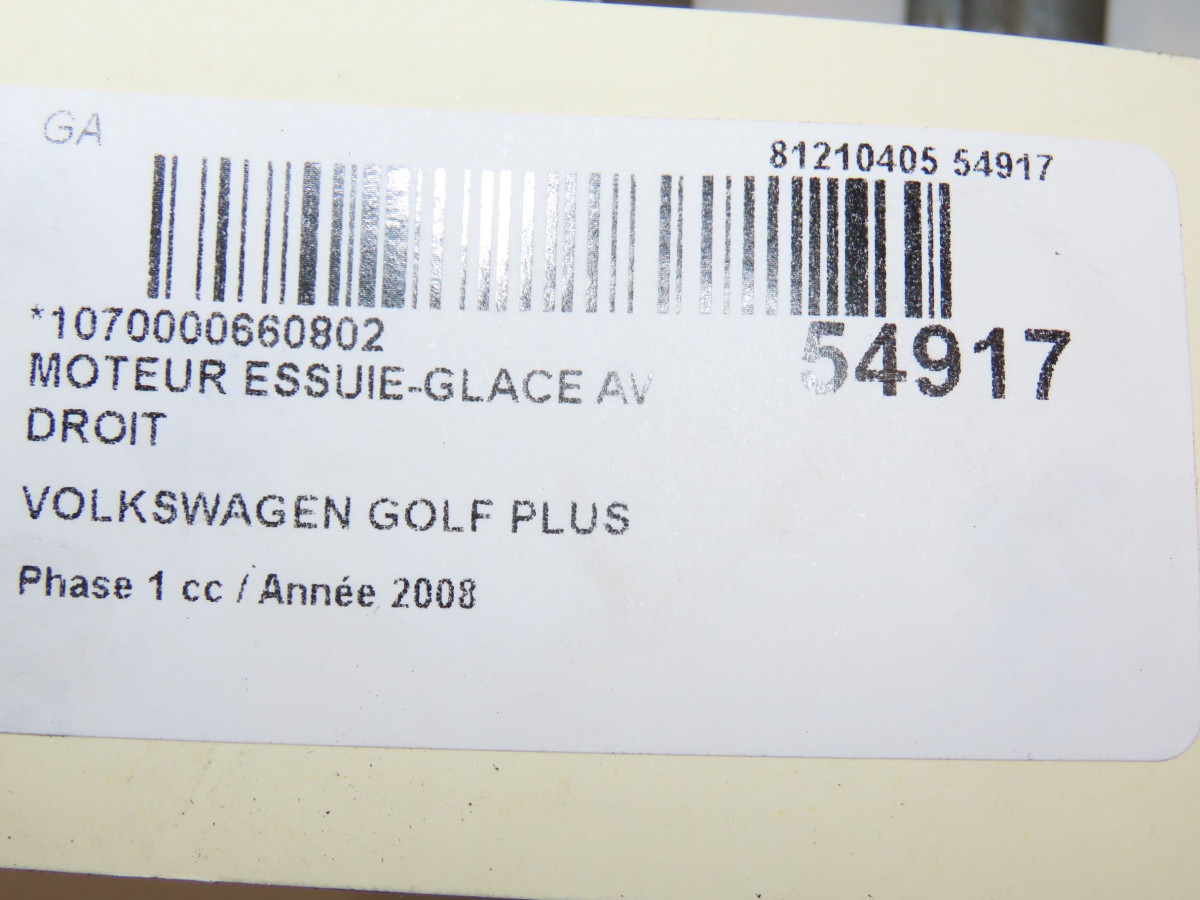 GA
81210405 54917
*1070000660802
54917
MOTEUR ESSUIE-GLACE AV
DROIT
VOLKSWAGEN GOLF PLUS
Phase 1 cc / Année 2008